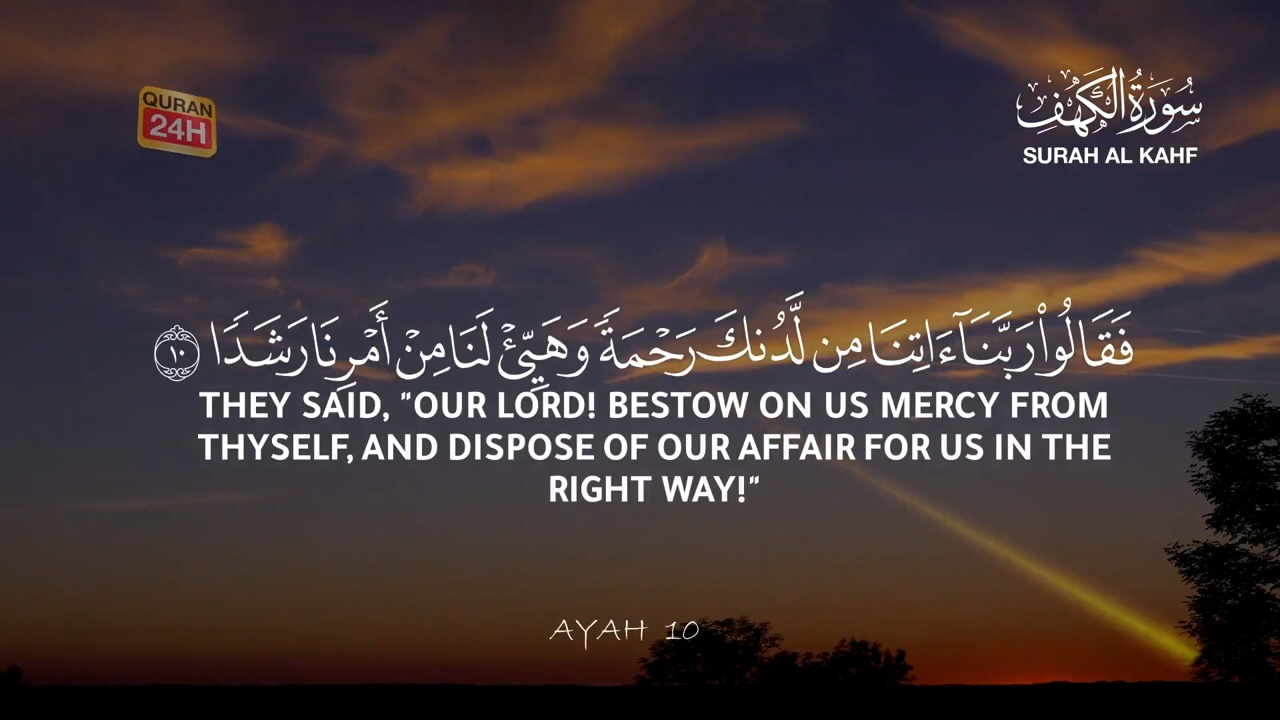 QURAN
24H
سُورَةُ الْكَهْفِ
SURAH AL KAHF
فَقَالُوا۟ رَبَّنَآ ءَاتِنَا مِن لَّدُنكَ رَحْمَةً وَهَيِّئْ لَنَا مِنْ أَمْرِنَا رَشَدًا ١٠
THEY SAID, "OUR LORD! BESTOW ON US MERCY FROM
THYSELF, AND DISPOSE OF OUR AFFAIR FOR US IN THE
RIGHT WAY!"
AYAH 10